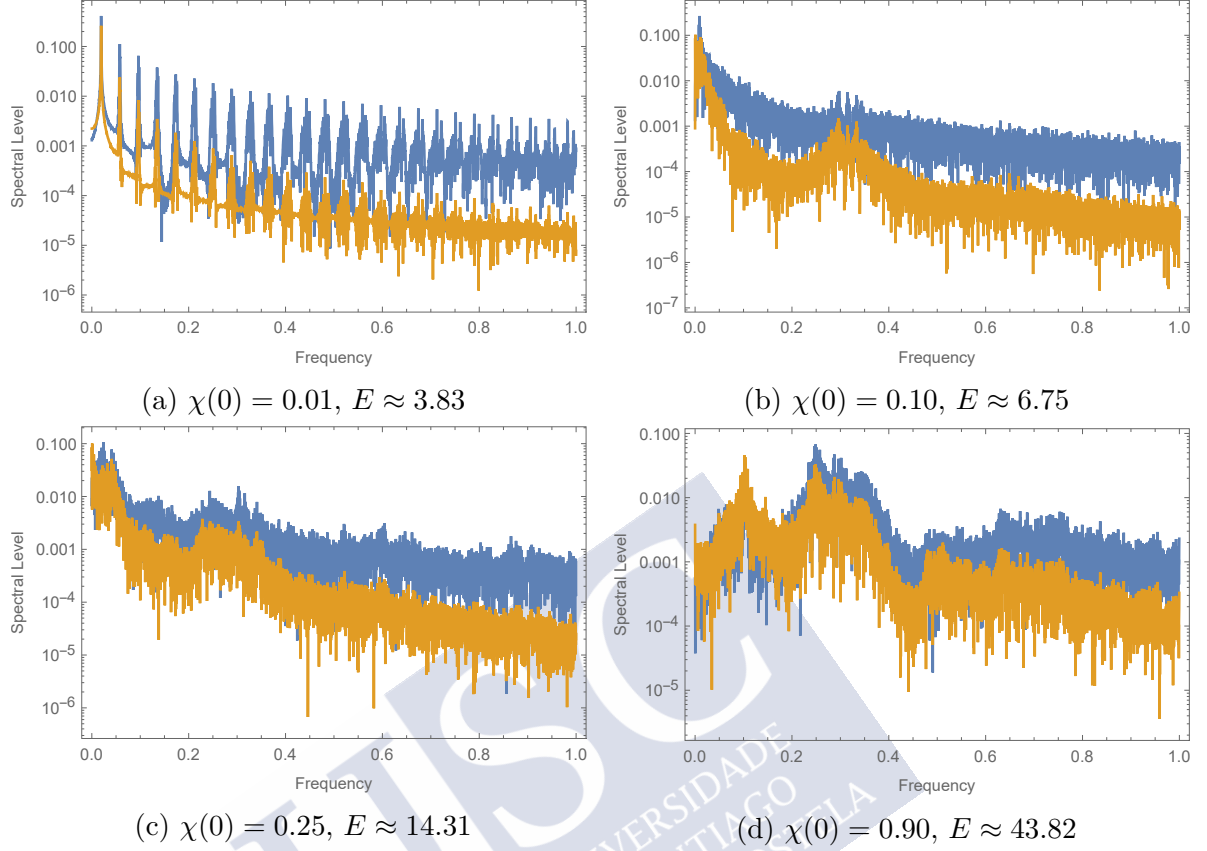 Spectral Level
0.100
0.010
0.001
10⁻⁴
10⁻⁵
10⁻⁶
0.0 0.2 0.4 0.6 0.8 1.0
Frequency
(a) χ(0) = 0.01, E ≈ 3.83
Spectral Level
0.100
0.010
0.001
10⁻⁴
10⁻⁵
10⁻⁶
10⁻⁷
0.0 0.2 0.4 0.6 0.8 1.0
Frequency
(b) χ(0) = 0.10, E ≈ 6.75
Spectral Level
0.100
0.010
0.001
10⁻⁴
10⁻⁵
10⁻⁶
0.0 0.2 0.4 0.6 0.8 1.0
Frequency
(c) χ(0) = 0.25, E ≈ 14.31
Spectral Level
0.100
0.010
0.001
10⁻⁴
10⁻⁵
0.0 0.2 0.4 0.6 0.8 1.0
Frequency
(d) χ(0) = 0.90, E ≈ 43.82
USC